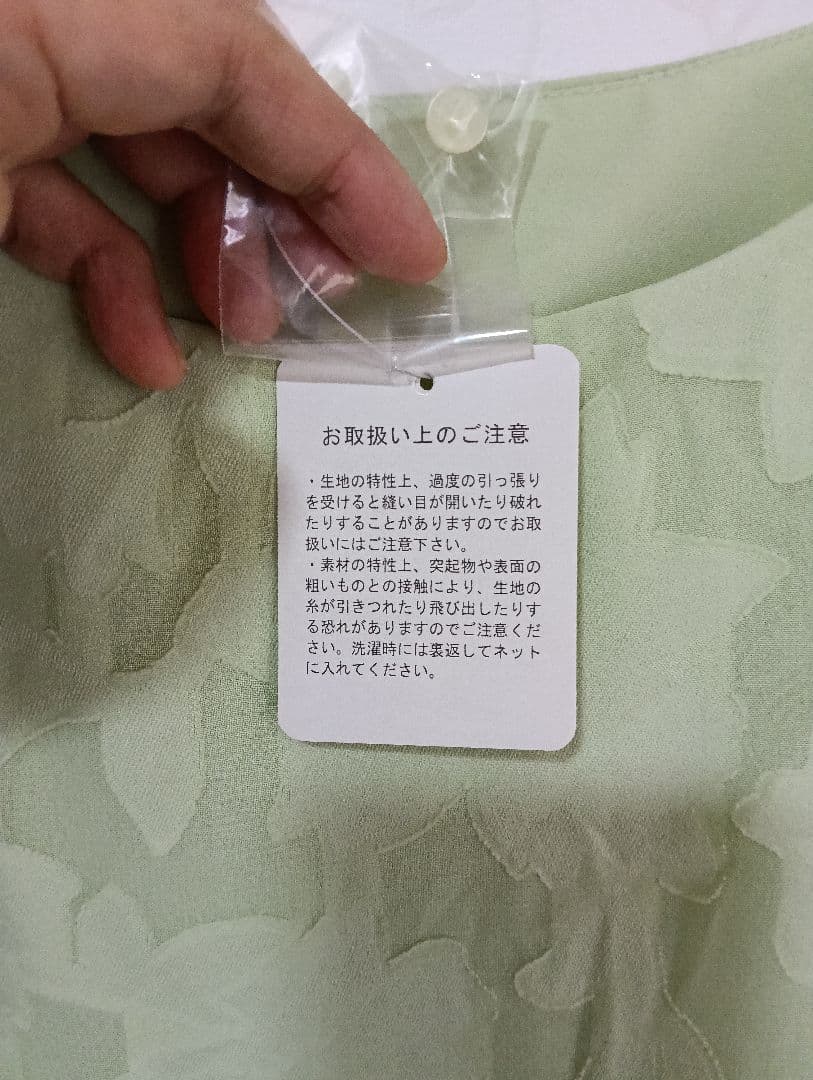 お取扱い上のご注意
・生地の特性上、過度の引っ張り
を受けると縫い目が開いたり破れ
たりすることがありますのでお取
扱いにはご注意下さい。
・素材の特性上、突起物や表面の
粗いものとの接触により、生地の
糸が引きつれたり飛び出したりす
る恐れがありますのでご注意くだ
さい。洗濯時には裏返してネット
に入れてください。